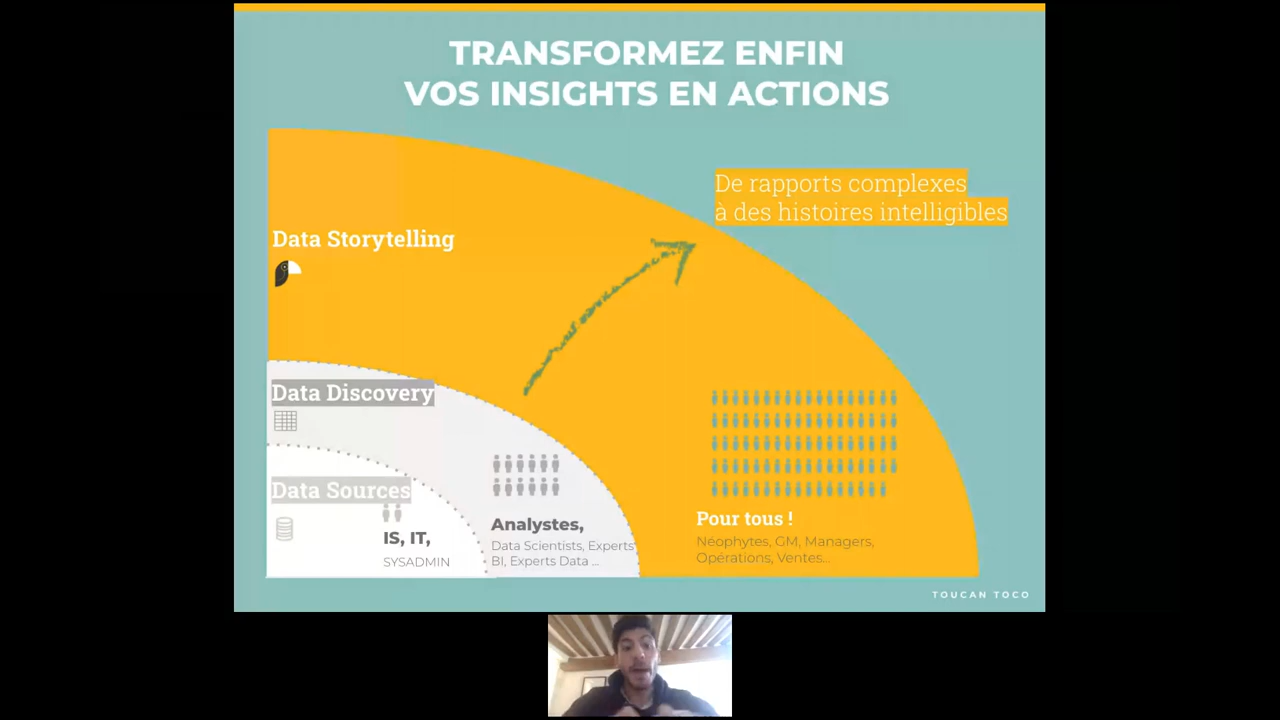 TRANSFORMEZ ENFIN
VOS INSIGHTS EN ACTIONS
De rapports complexes
à des histoires intelligibles
Data Storytelling
Data Discovery
Data Sources
IS, IT,
SYSADMIN
Analystes,
Data Scientists, Experts
BI, Experts Data ...
Pour tous !
Néophytes, GM, Managers,
Opérations, Ventes...
TOUCAN TOCO